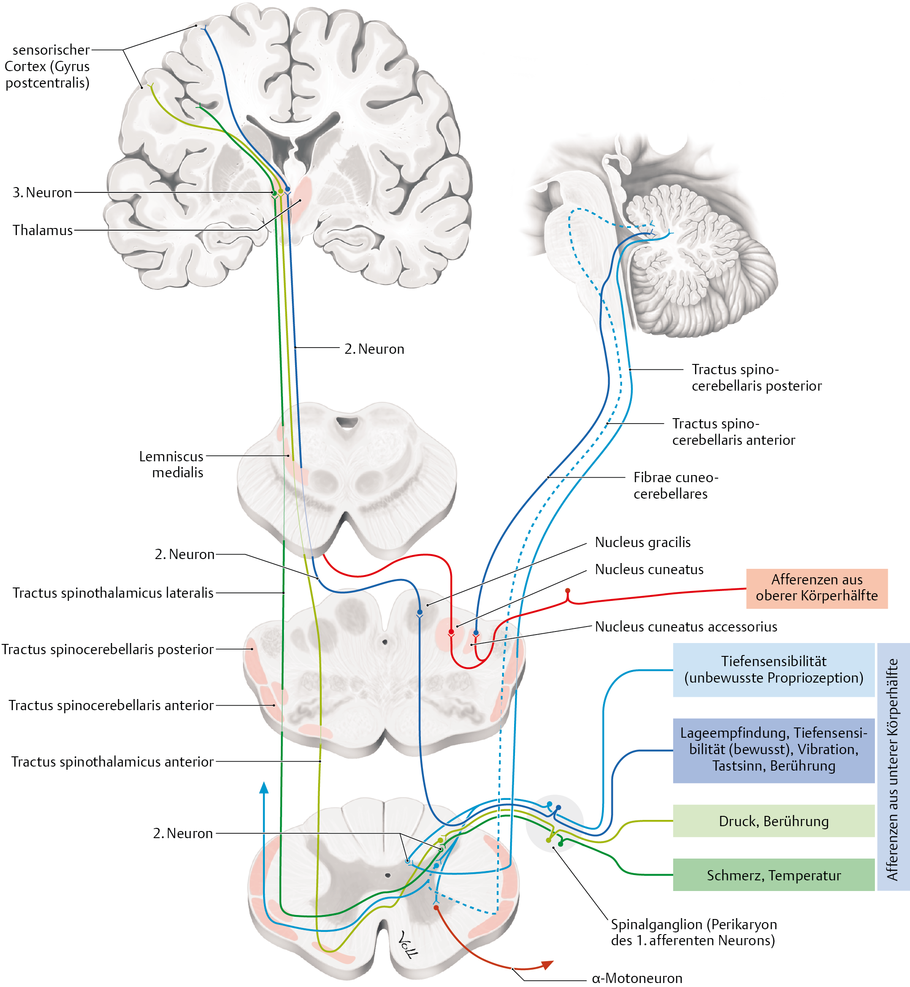 sensorischer
Cortex (Gyrus
postcentralis)
3. Neuron
Thalamus
2. Neuron
Tractus spino-
cerebellaris posterior
Tractus spino-
cerebellaris anterior
Lemniscus
medialis
Fibrae cuneo-
cerebellares
2. Neuron
Nucleus gracilis
Nucleus cuneatus
Afferenzen aus
oberer Körperhälfte
Tractus spinothalamicus lateralis
Nucleus cuneatus accessorius
Tractus spinocerebellaris posterior
Tiefensensibilität
(unbewusste Propriozeption)
Tractus spinocerebellaris anterior
Lageempfindung, Tiefensensi-
bilität (bewusst), Vibration,
Tastsinn, Berührung
Tractus spinothalamicus anterior
Afferenzen aus unterer Körperhälfte
2. Neuron
Druck, Berührung
Schmerz, Temperatur
Spinalganglion (Perikaryon
des 1. afferenten Neurons)
Voll
α-Motoneuron